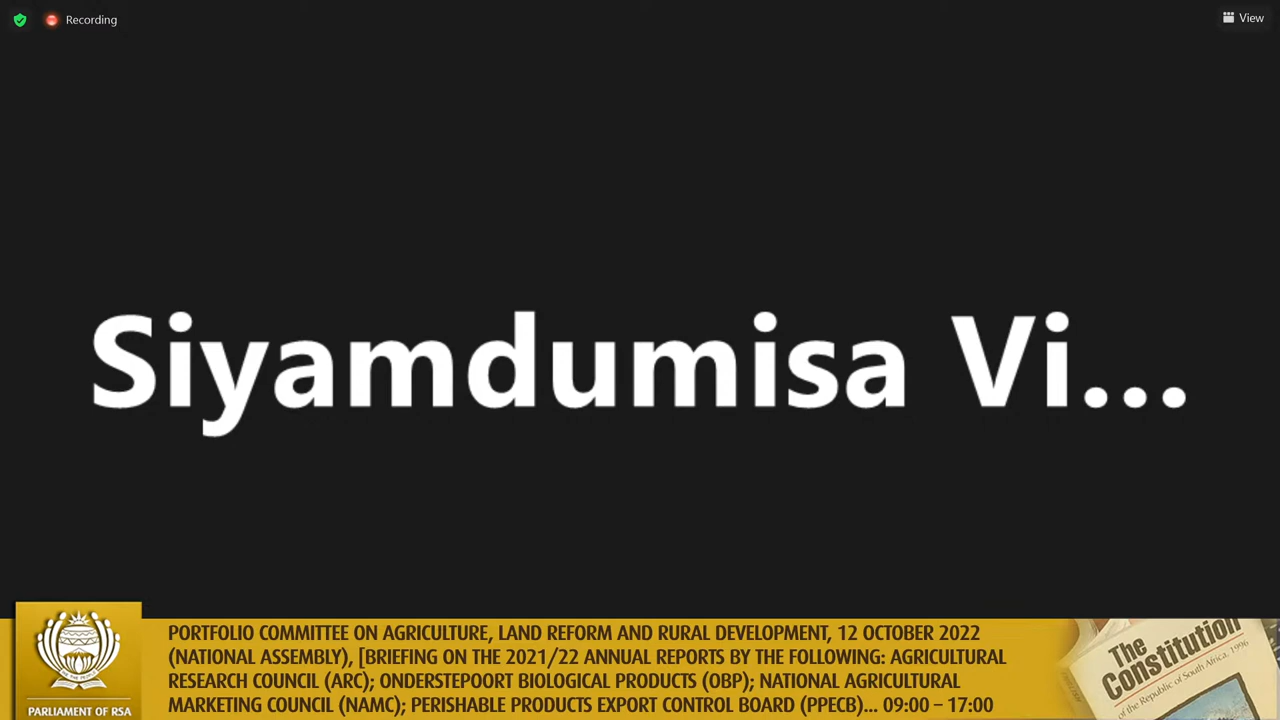 Recording
View
Siyamdumisa Vi...
PORTFOLIO COMMITTEE ON AGRICULTURE, LAND REFORM AND RURAL DEVELOPMENT, 12 OCTOBER 2022
(NATIONAL ASSEMBLY), [BRIEFING ON THE 2021/22 ANNUAL REPORTS BY THE FOLLOWING: AGRICULTURAL
RESEARCH COUNCIL (ARC); ONDERSTEPOORT BIOLOGICAL PRODUCTS (OBP); NATIONAL AGRICULTURAL
MARKETING COUNCIL (NAMC); PERISHABLE PRODUCTS EXPORT CONTROL BOARD (PPECB)... 09:00 – 17:00
PARLIAMENT OF RSA
The
Constitution
of the Republic of South Africa, 1996